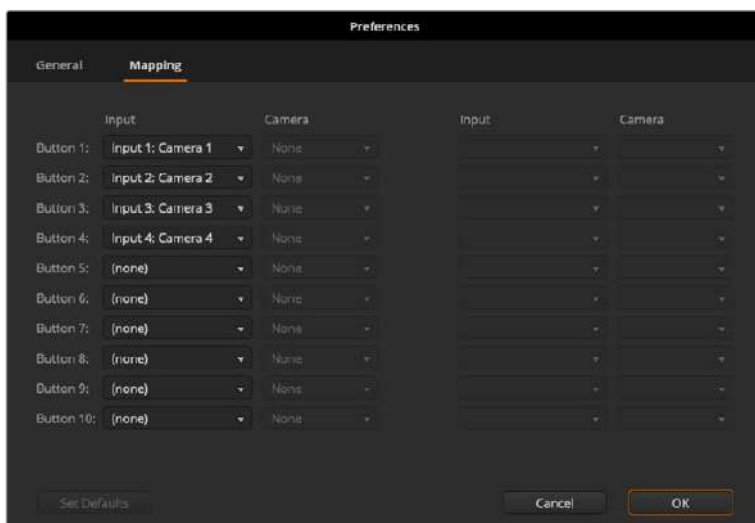 Preferences
General Mapping
Input Camera Input Camera
Button 1: Input 1: Camera 1 None
Button 2: Input 2: Camera 2 None
Button 3: Input 3: Camera 3 None
Button 4: Input 4: Camera 4 None
Button 5: (none) None
Button 6: (none) None
Button 7: (none) None
Button 8: (none) None
Button 9: (none) None
Button 10: (none) None
Set Defaults Cancel OK